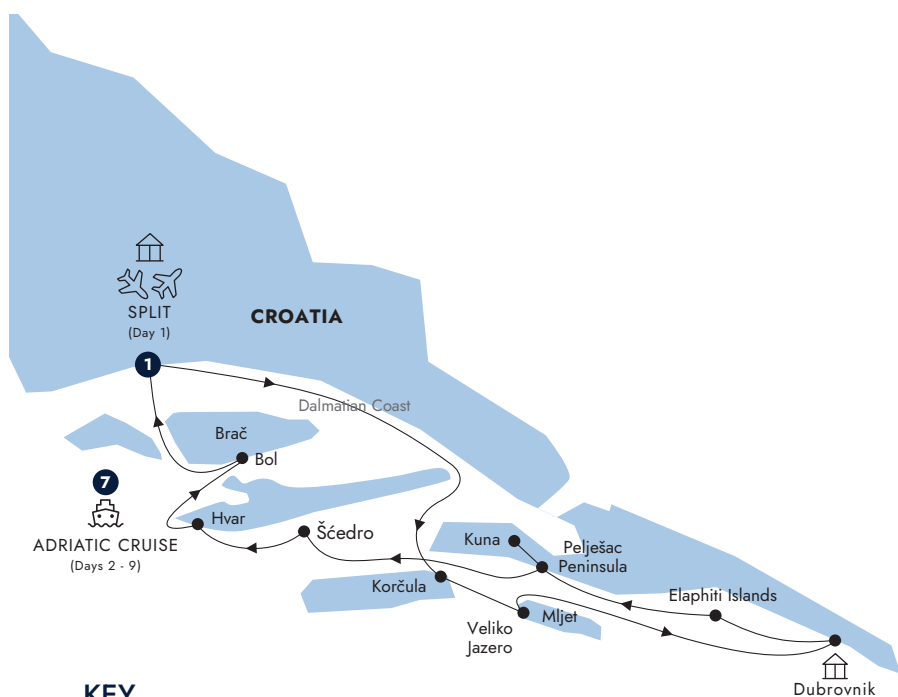 SPLIT
(Day 1)
CROATIA
1
Dalmatian Coast
Brač
Bol
7
ADRIATIC CRUISE
(Days 2 - 9)
Hvar
Šćedro
Kuna
Pelješac
Peninsula
Korčula
Elaphiti Islands
Mljet
Veliko
Jazero
Dubrovnik
KEY